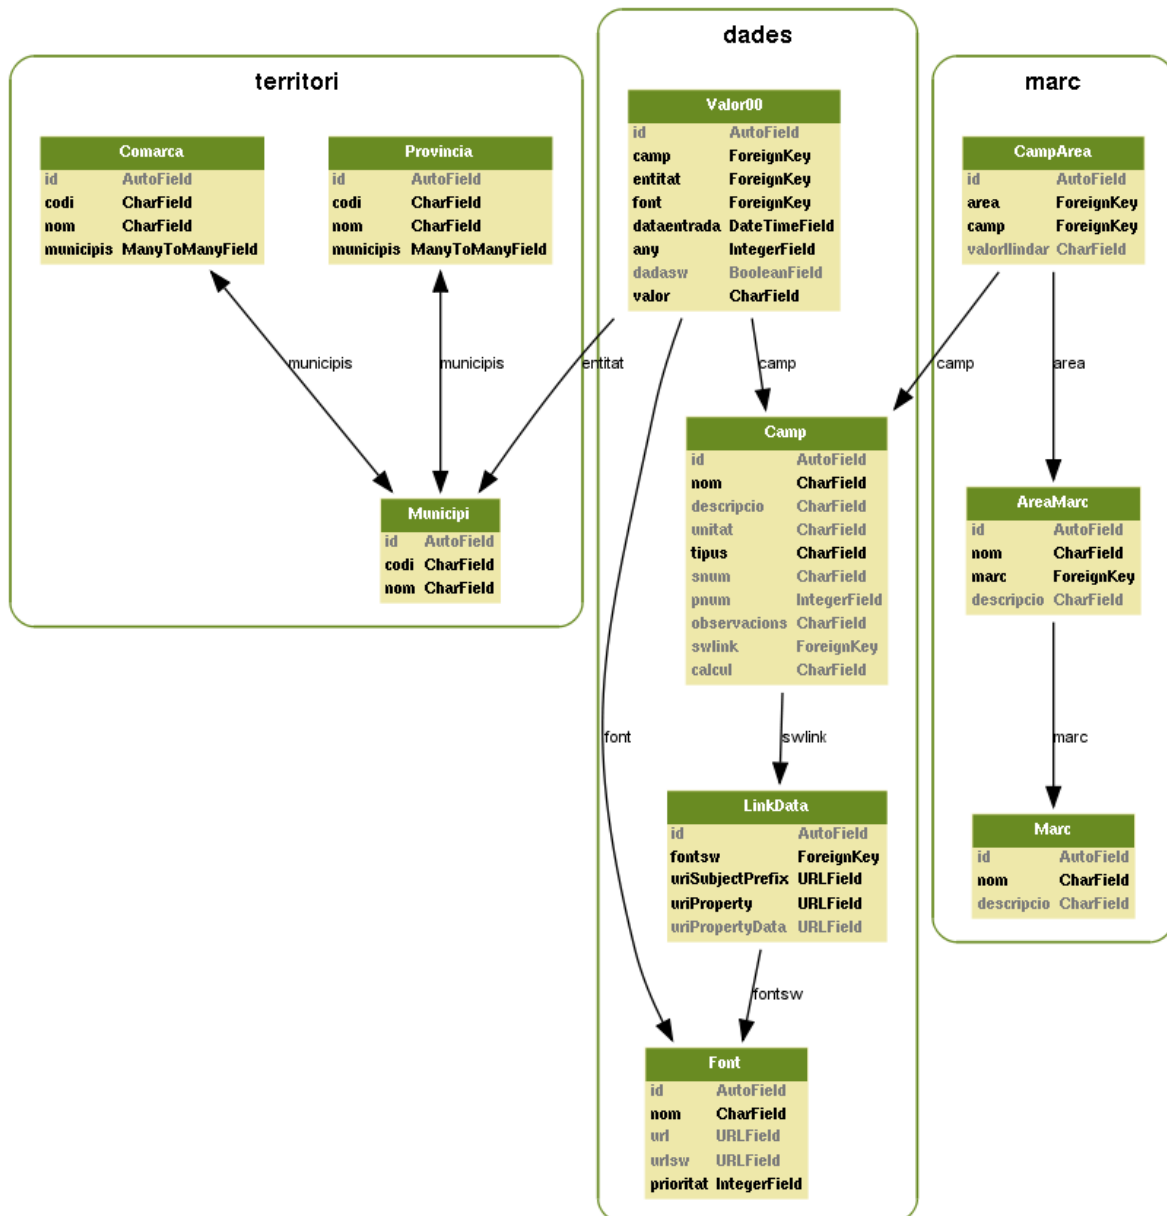 territori
Comarca
id AutoField
codi CharField
nom CharField
municipis ManyToManyField
Provincia
id AutoField
codi CharField
nom CharField
municipis ManyToManyField
municipis
municipis
entitat
Municipi
id AutoField
codi CharField
nom CharField
dades
Valor00
id AutoField
camp ForeignKey
entitat ForeignKey
font ForeignKey
dataentrada DateTimeField
any IntegerField
dadasw BooleanField
valor CharField
camp
Camp
id AutoField
nom CharField
descripcio CharField
unitat CharField
tipus CharField
snum CharField
pnum IntegerField
observacions CharField
swlink ForeignKey
calcul CharField
font
swlink
LinkData
id AutoField
fontsw ForeignKey
uriSubjectPrefix URLField
uriProperty URLField
uriPropertyData URLField
fontsw
Font
id AutoField
nom CharField
url URLField
urlsw URLField
prioritat IntegerField
marc
CampArea
id AutoField
area ForeignKey
camp ForeignKey
valorllindar CharField
camp
area
AreaMarc
id AutoField
nom CharField
marc ForeignKey
descripcio CharField
marc
Marc
id AutoField
nom CharField
descripcio CharField